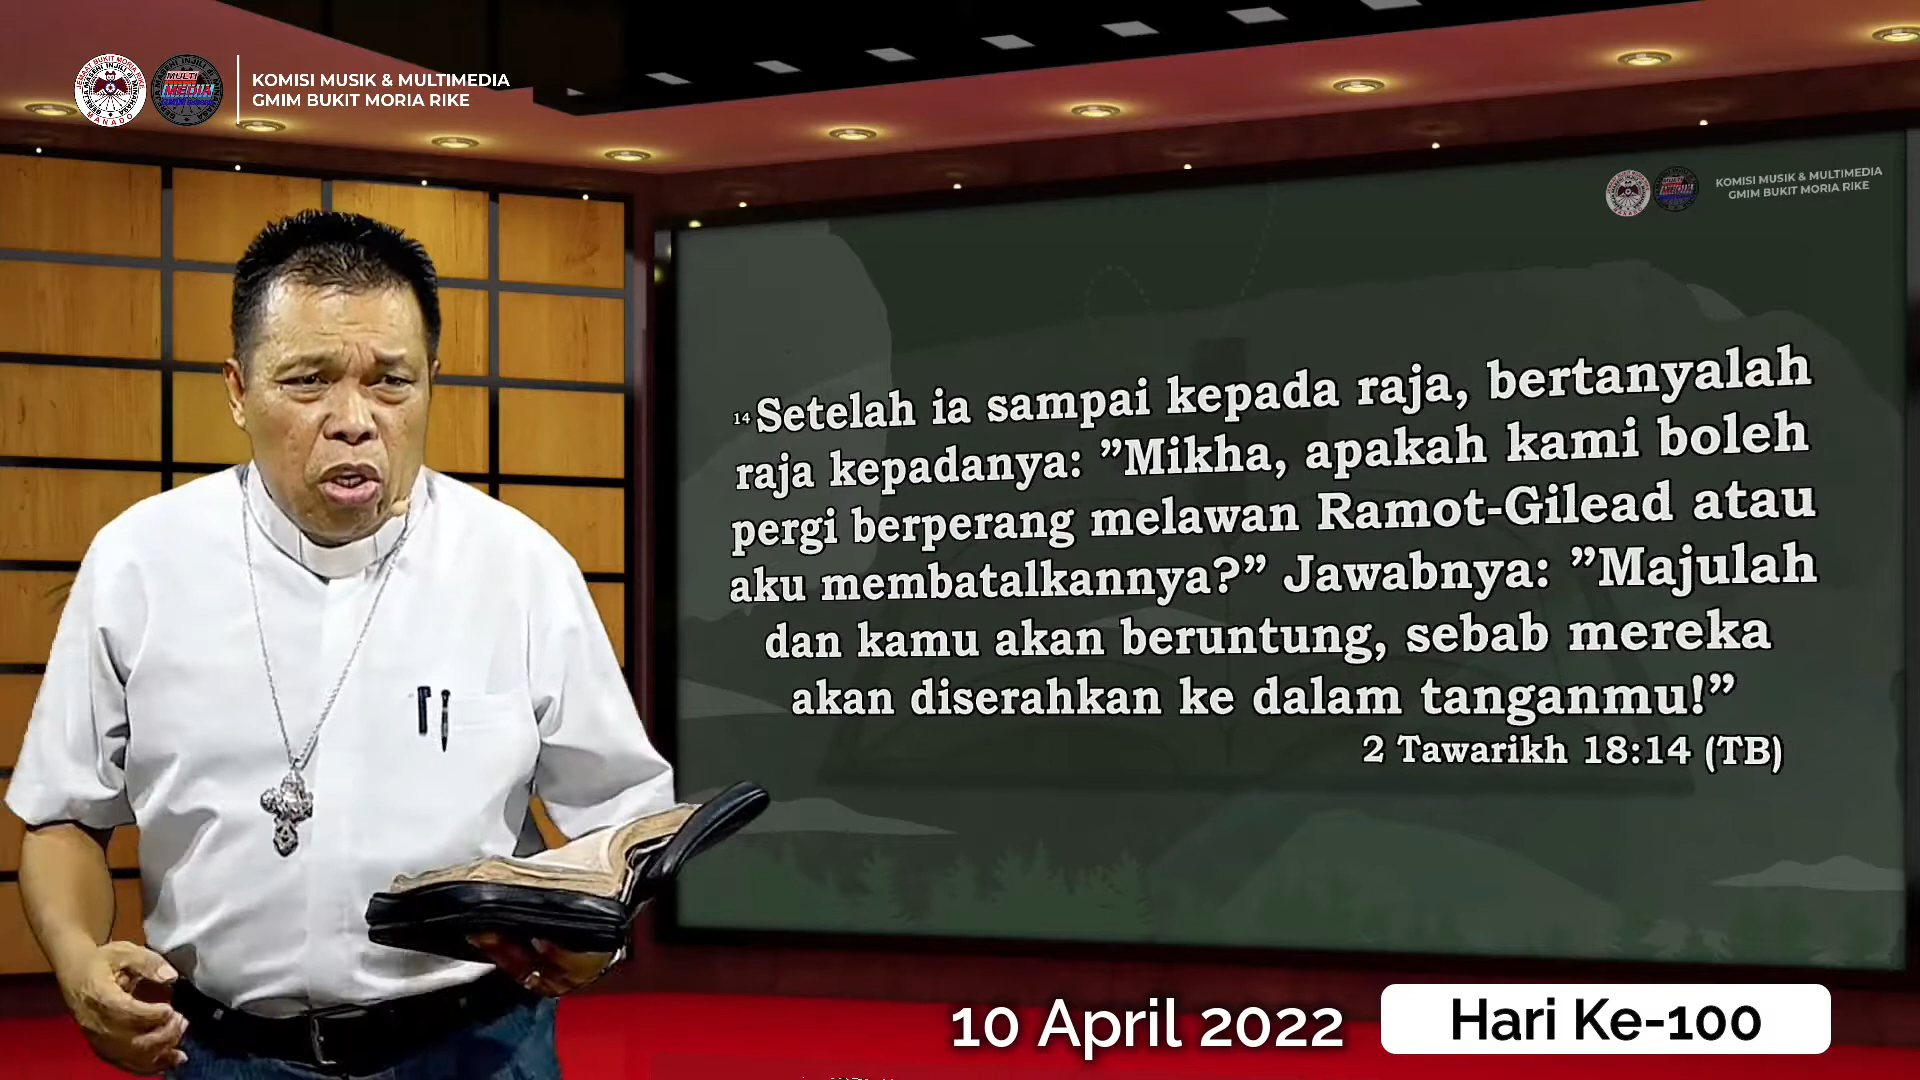 KOMISI MUSIK & MULTIMEDIA
GMIM BUKIT MORIA RIKE
MULTI
MEDIA
MANADO
KOMISI MUSIK & MULTIMEDIA
GMIM BUKIT MORIA RIKE
14 Setelah ia sampai kepada raja, bertanyalah
raja kepadanya: ”Mikha, apakah kami boleh
pergi berperang melawan Ramot-Gilead atau
aku membatalkannya?” Jawabnya: ”Majulah
dan kamu akan beruntung, sebab mereka
akan diserahkan ke dalam tanganmu!”
2 Tawarikh 18:14 (TB)
10 April 2022
Hari Ke-100